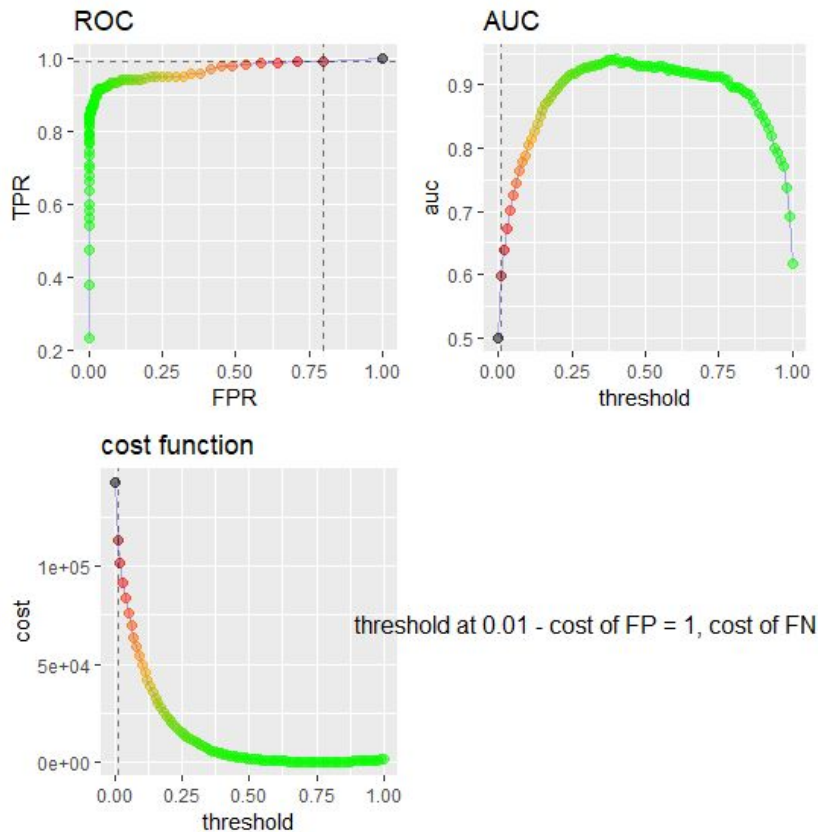 ROC
1.0
0.8
0.6
0.4
0.2
TPR
0.00 0.25 0.50 0.75 1.00
FPR
AUC
0.9
0.8
0.7
0.6
0.5
auc
0.00 0.25 0.50 0.75 1.00
threshold
cost function
1e+05
5e+04
0e+00
cost
0.00 0.25 0.50 0.75 1.00
threshold
threshold at 0.01 - cost of FP = 1, cost of FN